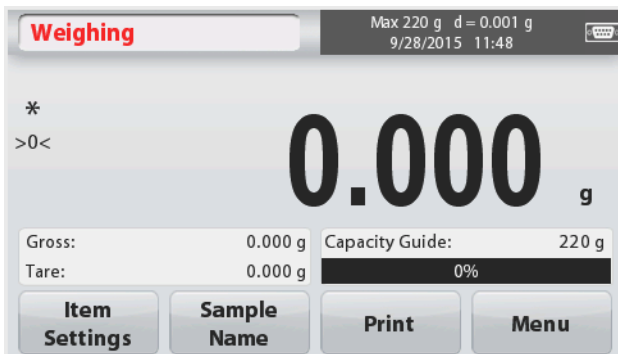 Weighing
Max 220 g d = 0.001 g
9/28/2015 11:48
*
>0<
0.000 g
Gross: 0.000 g
Tare: 0.000 g
Capacity Guide: 220 g
0%
Item Settings
Sample Name
Print
Menu